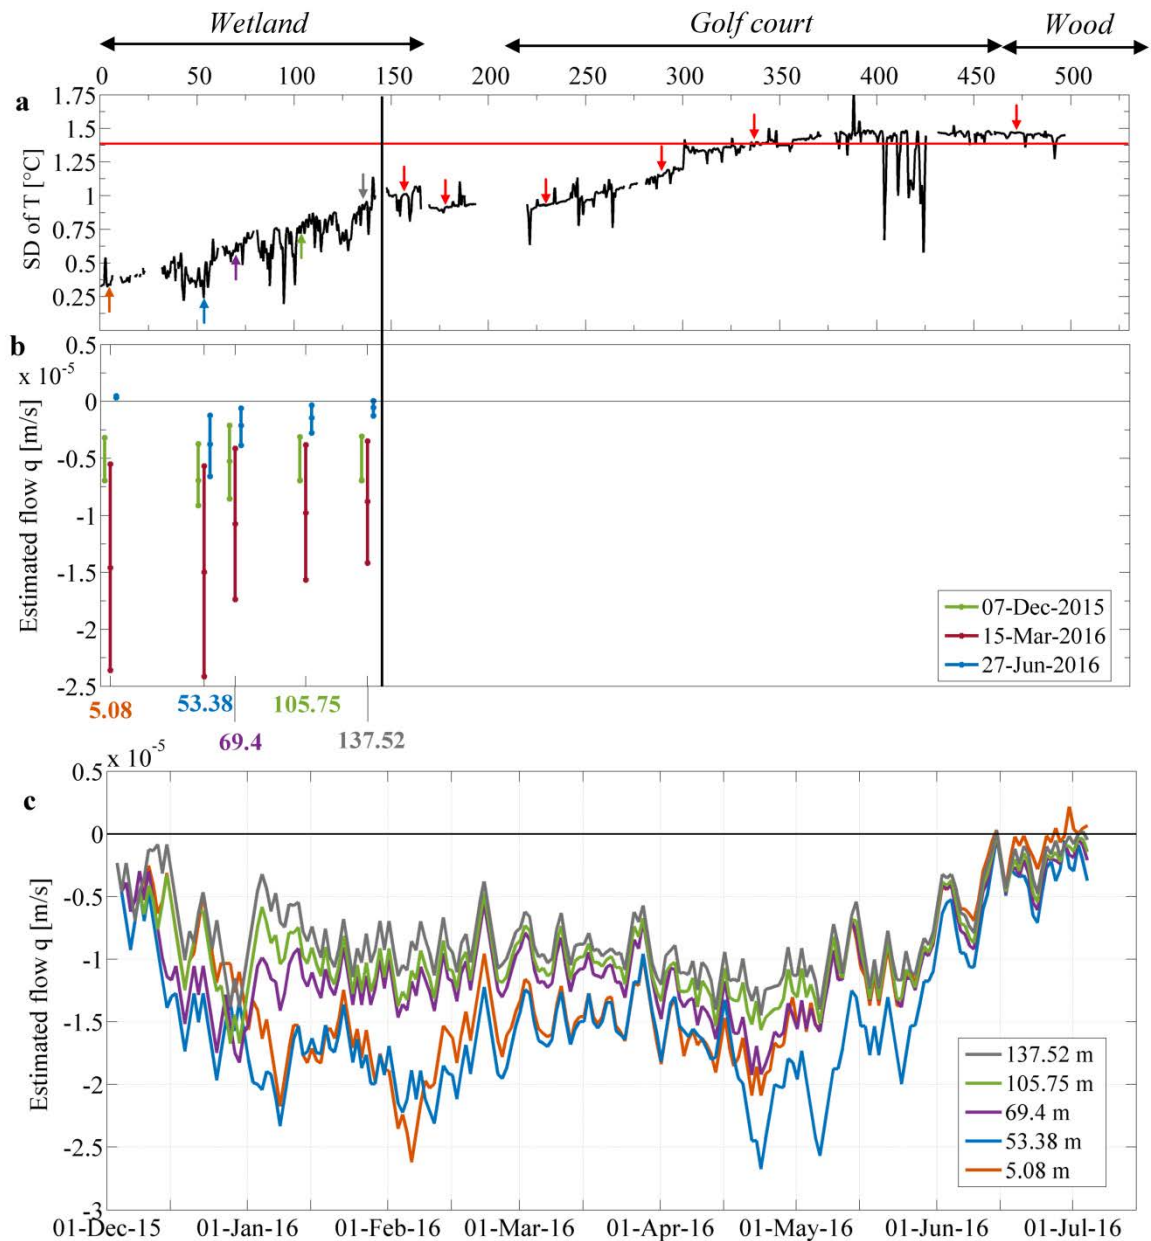 Wetland Golf court Wood
0 50 100 150 200 250 300 350 400 450 500
a
SD of T [°C]
1.75
1.5
1.25
1
0.75
0.5
0.25
b
Estimated flow q [m/s]
0.5
x 10-5
0
-0.5
-1
-1.5
-2
-2.5
07-Dec-2015
15-Mar-2016
27-Jun-2016
5.08 53.38 105.75
69.4 137.52
c
Estimated flow q [m/s]
x 10-5
0.5
0
-0.5
-1
-1.5
-2
-2.5
-3
137.52 m
105.75 m
69.4 m
53.38 m
5.08 m
01-Dec-15 01-Jan-16 01-Feb-16 01-Mar-16 01-Apr-16 01-May-16 01-Jun-16 01-Jul-16